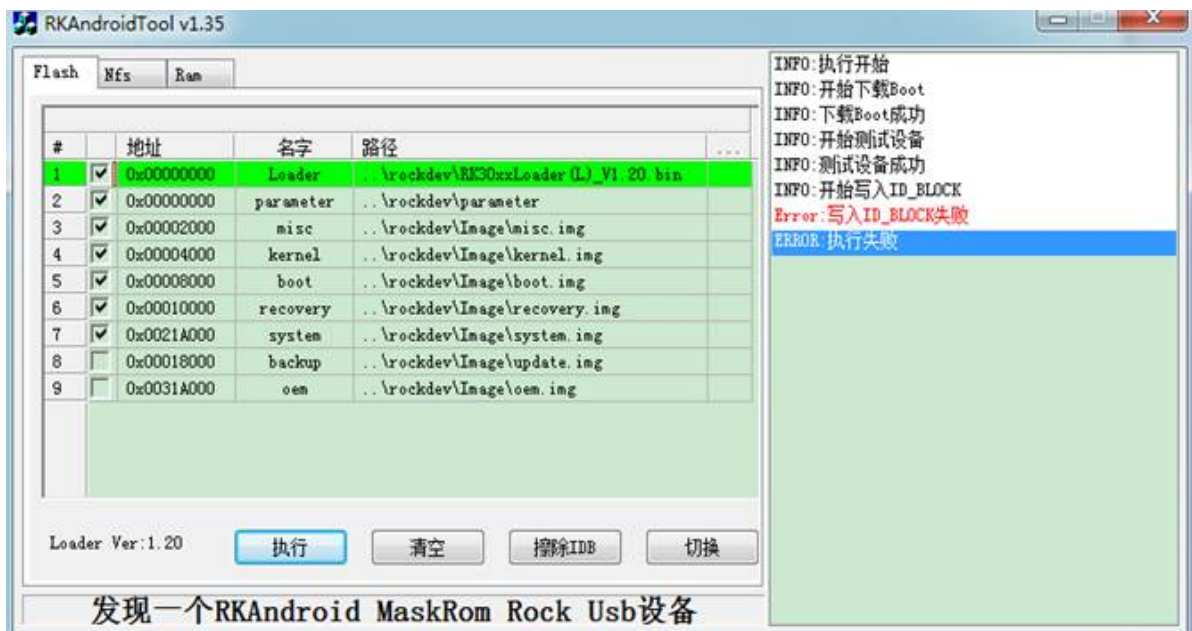 RKAndroidTool v1.35
Flash Nfs Ram
# 地址 名字 路径 ...
1 0x00000000 Loader ..\rockdev\RK30xxLoader(L)_V1.20.bin
2 0x00000000 parameter ..\rockdev\parameter
3 0x00002000 misc ..\rockdev\Image\misc.img
4 0x00004000 kernel ..\rockdev\Image\kernel.img
5 0x00008000 boot ..\rockdev\Image\boot.img
6 0x00010000 recovery ..\rockdev\Image\recovery.img
7 0x0021A000 system ..\rockdev\Image\system.img
8 0x00018000 backup ..\rockdev\Image\update.img
9 0x0031A000 oem ..\rockdev\Image\oem.img
Loader Ver:1.20 执行 清空 擦除IDB 切换
发现一个RKAndroid MaskRom Rock Usb设备
INFO:执行开始
INFO:开始下载Boot
INFO:下载Boot成功
INFO:开始测试设备
INFO:测试设备成功
INFO:开始写入ID_BLOCK
Error:写入ID_BLOCK失败
ERROR:执行失败